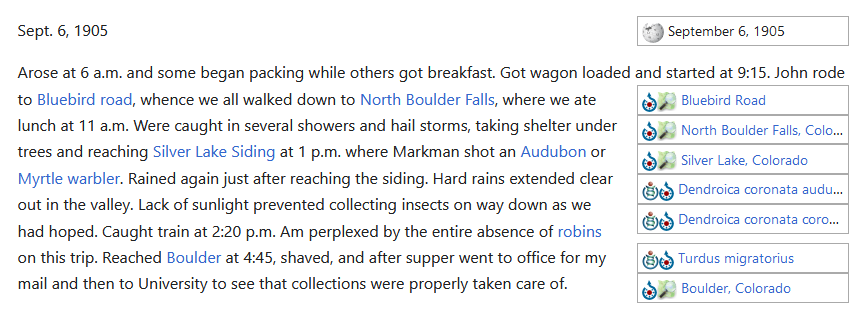 Sept. 6, 1905
September 6, 1905
Arose at 6 a.m. and some began packing while others got breakfast. Got wagon loaded and started at 9:15. John rode
to Bluebird road, whence we all walked down to North Boulder Falls, where we ate
lunch at 11 a.m. Were caught in several showers and hail storms, taking shelter under
trees and reaching Silver Lake Siding at 1 p.m. where Markman shot an Audubon or
Myrtle warbler. Rained again just after reaching the siding. Hard rains extended clear
out in the valley. Lack of sunlight prevented collecting insects on way down as we
had hoped. Caught train at 2:20 p.m. Am perplexed by the entire absence of robins
on this trip. Reached Boulder at 4:45, shaved, and after supper went to office for my
mail and then to University to see that collections were properly taken care of.
Bluebird Road
North Boulder Falls, Colo...
Silver Lake, Colorado
Dendroica coronata audu...
Dendroica coronata coro...
Turdus migratorius
Boulder, Colorado